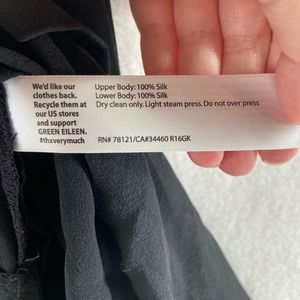 We'd like our
clothes back.
Recycle them at
our US stores
and support
GREEN EILEEN.
#thxverymuch
Upper Body: 100% Silk
Lower Body: 100% Silk
Dry clean only. Light steam press. Do not over press
RN# 78121/CA#34460 R16GK